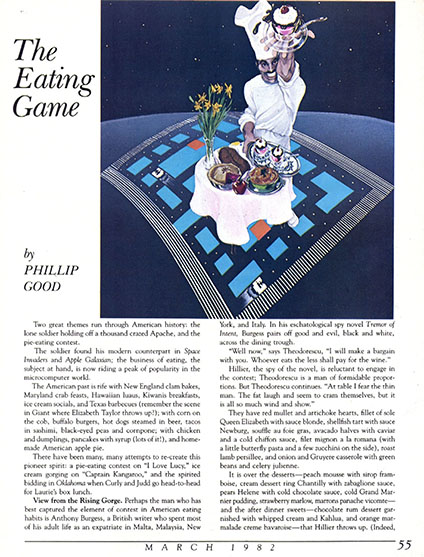 The
Eating
Game
by
PHILLIP
GOOD
Two great themes run through American history: the
lone soldier holding off a thousand crazed Apache, and the
pie-eating contest.
The soldier found his modern counterpart in Space
Invaders and Apple Galaxian; the business of eating, the
subject at hand, is now riding a peak of popularity in the
microcomputer world.
The American past is rife with New England clam bakes,
Maryland crab feasts, Hawaiian luaus, Kiwanis breakfasts,
ice cream socials, and Texas barbecues (remember the scene
in Giant where Elizabeth Taylor throws up?); with corn on
the cob, buffalo burgers, hot dogs steamed in beer, tacos
in sashimi, black-eyed peas and cornpone; with chicken
and dumplings, pancakes with syrup (lots of it!), and home-
made American apple pie.
There have been many, many attempts to re-create this
pioneer spirit: a pie-eating contest on "I Love Lucy," ice
cream gorging on "Captain Kangaroo," and the spirited
bidding in Oklahoma when Curly and Judd go head-to-head
for Laurie's box lunch.
View from the Rising Gorge. Perhaps the man who has
best captured the element of contest in American eating
habits is Anthony Burgess, a British writer who spent most
of his adult life as an expatriate in Malta, Malaysia, New
York, and Italy. In his eschatological spy novel Tremor of
Intent, Burgess pairs off good and evil, black and white,
across the dining trough.
"Well now," says Theodorescu, "I will make a bargain
with you. Whoever eats the less shall pay for the wine."
Hillier, the spy of the novel, is reluctant to engage in
the contest; Theodorescu is a man of formidable propor-
tions. But Theodorescu continues. "At table I fear the thin
man. The fat laugh and seem to cram themselves, but it
is all so much wind and show."
They have red mullet and artichoke hearts, fillet of sole
Queen Elizabeth with sauce blonde, shellfish tart with sauce
Newburg, souffle au foie gras, avacado halves with caviar
and a cold chiffon sauce, filet mignon a la romana (with
a little butterfly pasta and a few zucchini on the side), roast
lamb persillee, and onion and Gruyere casserole with green
beans and celery julienne.
It is over the desserts—peach mousse with sirop fram-
boise, cream dessert ring Chantilly with zabaglione sauce,
pears Helene with cold chocolate sauce, cold Grand Mar-
nier pudding, strawberry marlow, marrons panache vicomte—
and the after dinner sweets—chocolate rum dessert gar-
nished with whipped cream and Kahlua, and orange mar-
malade creme bavaroise—that Hillier throws up. (Indeed,
MARCH 1982
55